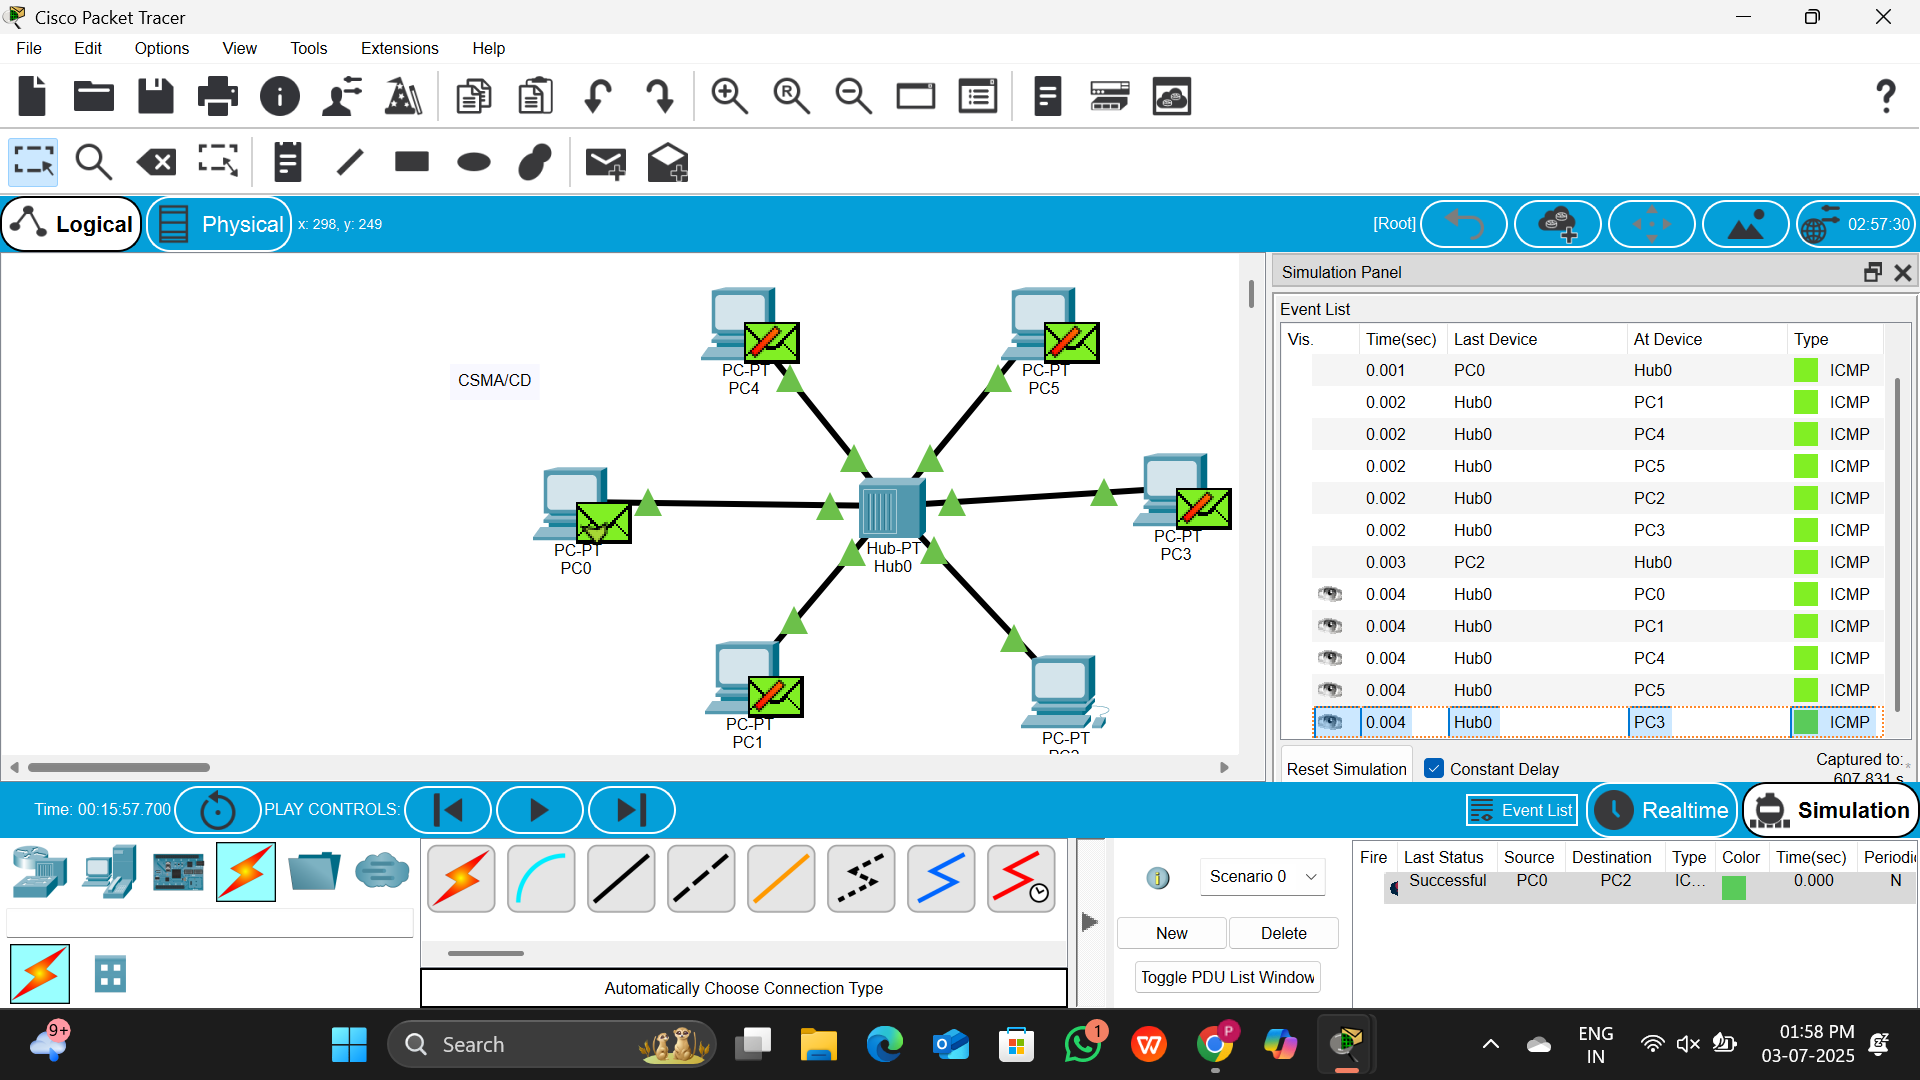 Cisco Packet Tracer
File Edit Options View Tools Extensions Help
Logical Physical x: 298, y: 249 [Root] 02:57:30
CSMA/CD
PC-PT
PC4
PC-PT
PC5
PC-PT
PC0
Hub-PT
Hub0
PC-PT
PC3
PC-PT
PC1
PC-PT
Simulation Panel
Event List
Vis. Time(sec) Last Device At Device Type
0.001 PC0 Hub0 ICMP
0.002 Hub0 PC1 ICMP
0.002 Hub0 PC4 ICMP
0.002 Hub0 PC5 ICMP
0.002 Hub0 PC2 ICMP
0.002 Hub0 PC3 ICMP
0.003 PC2 Hub0 ICMP
0.004 Hub0 PC0 ICMP
0.004 Hub0 PC1 ICMP
0.004 Hub0 PC4 ICMP
0.004 Hub0 PC5 ICMP
0.004 Hub0 PC3 ICMP
Reset Simulation Constant Delay Captured to:
607.831 s
Time: 00:15:57.700 PLAY CONTROLS: Event List Realtime Simulation
Automatically Choose Connection Type
Scenario 0
New Delete
Toggle PDU List Window
Fire Last Status Source Destination Type Color Time(sec) Periodic
Successful PC0 PC2 IC... 0.000 N
9+ Search 1 P ENG
IN
01:58 PM
03-07-2025